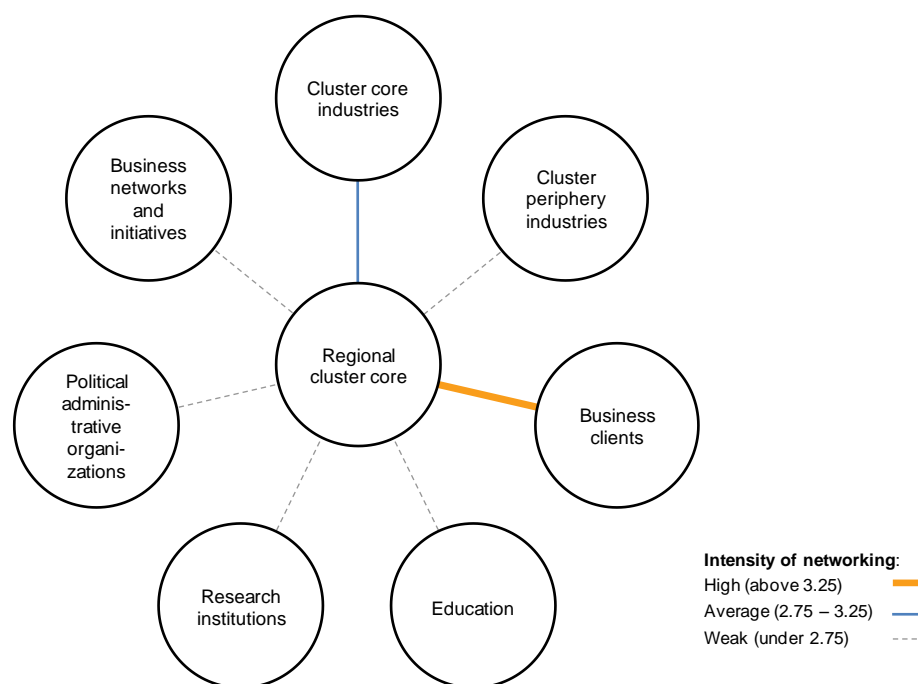 Cluster core
industries
Business
networks
and
initiatives
Cluster
periphery
industries
Regional
cluster core
Political
adminis-
trative
organi-
zations
Business
clients
Research
institutions
Education
Intensity of networking:
High (above 3.25)
Average (2.75 – 3.25)
Weak (under 2.75)